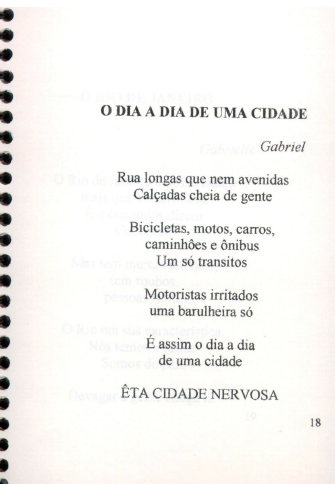 O DIA A DIA DE UMA CIDADE
Gabriel
Rua longas que nem avenidas
Calçadas cheia de gente
Bicicletas, motos, carros,
caminhões e ônibus
Um só transitos
Motoristas irritados
uma barulheira só
É assim o dia a dia
de uma cidade
ÊTA CIDADE NERVOSA
18